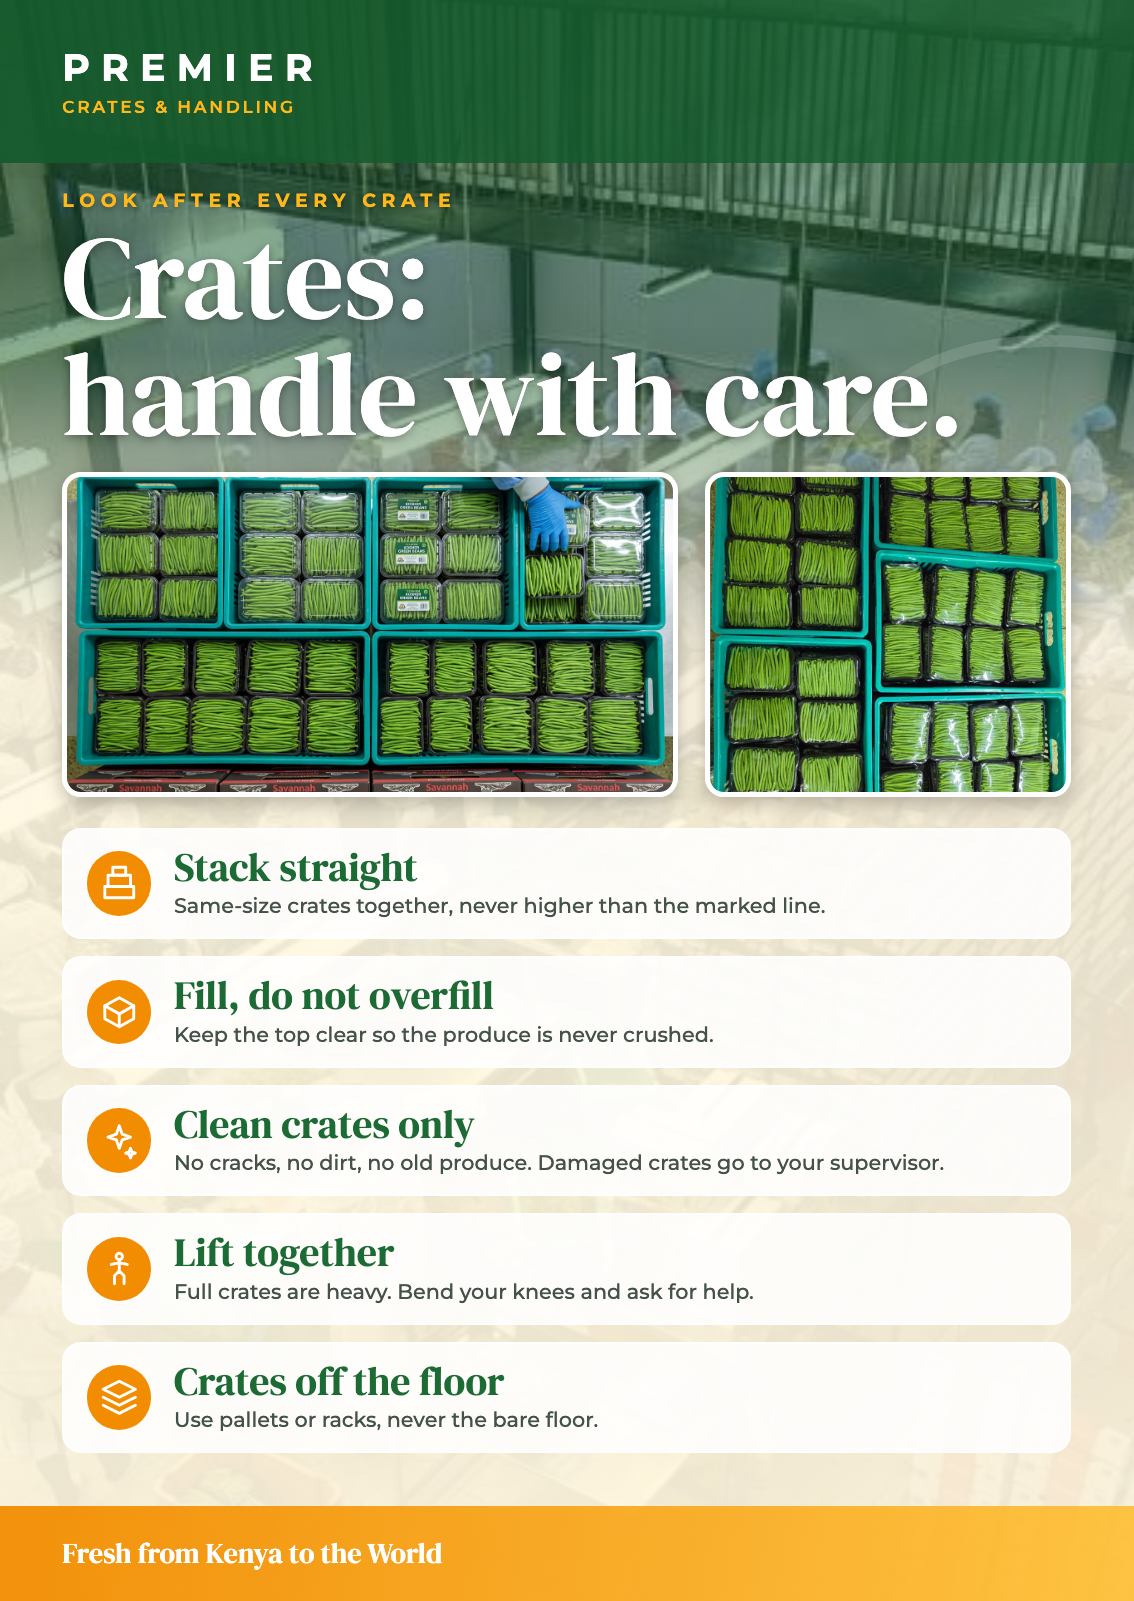 PREMIER
CRATES & HANDLING
LOOK AFTER EVERY CRATE
Crates:
handle with care.
Savannah
Savannah
Savannah
Savannah
Stack straight
Same-size crates together, never higher than the marked line.
Fill, do not overfill
Keep the top clear so the produce is never crushed.
Clean crates only
No cracks, no dirt, no old produce. Damaged crates go to your supervisor.
Lift together
Full crates are heavy. Bend your knees and ask for help.
Crates off the floor
Use pallets or racks, never the bare floor.
Fresh from Kenya to the World